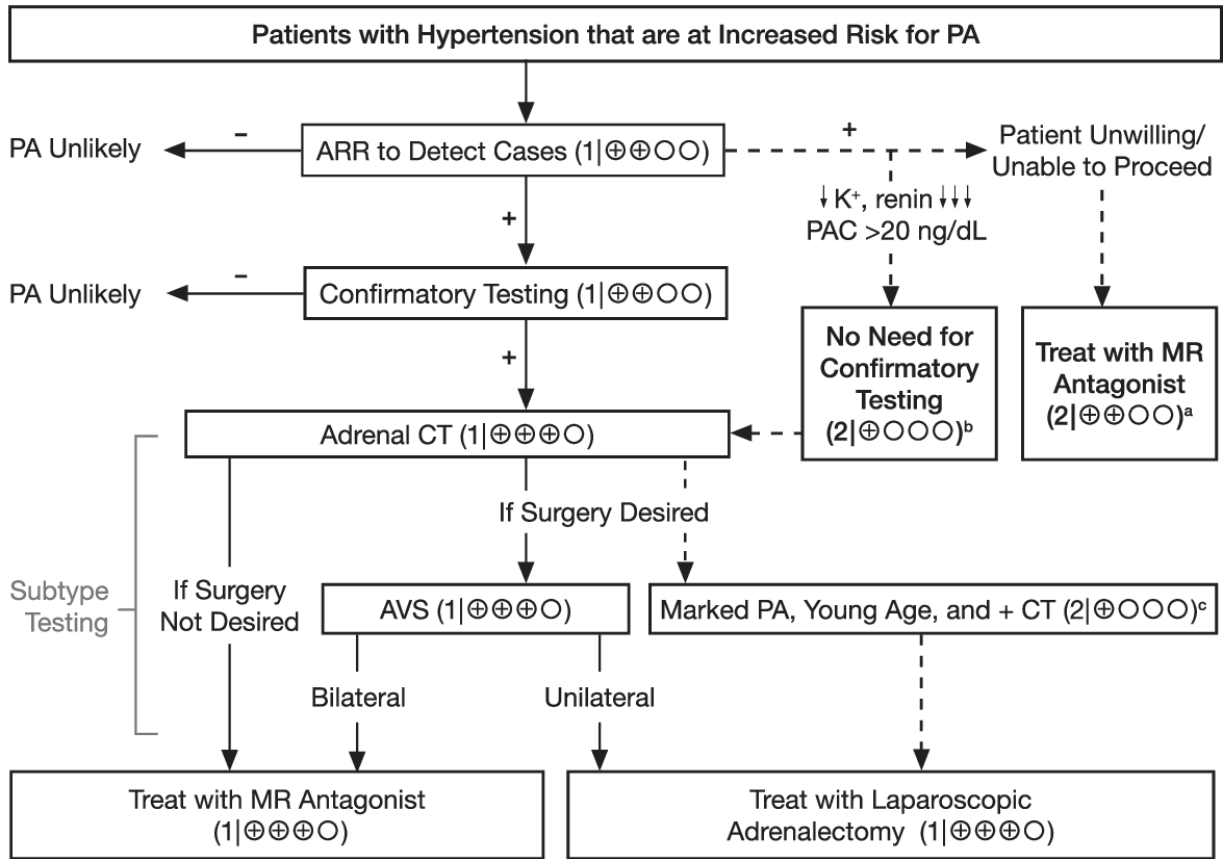 Patients with Hypertension that are at Increased Risk for PA
PA Unlikely
–
ARR to Detect Cases (1|⊕⊕○○)
+
Patient Unwilling/
Unable to Proceed
↓K⁺, renin ↓↓↓
PAC >20 ng/dL
+
PA Unlikely
–
Confirmatory Testing (1|⊕⊕○○)
No Need for
Confirmatory
Testing
(2|⊕○○○)ᵇ
Treat with MR
Antagonist
(2|⊕⊕○○)ᵃ
+
Adrenal CT (1|⊕⊕⊕○)
If Surgery Desired
Subtype
Testing
If Surgery
Not Desired
AVS (1|⊕⊕⊕○)
Marked PA, Young Age, and + CT (2|⊕○○○)ᶜ
Bilateral
Unilateral
Treat with MR Antagonist
(1|⊕⊕⊕○)
Treat with Laparoscopic
Adrenalectomy (1|⊕⊕⊕○)